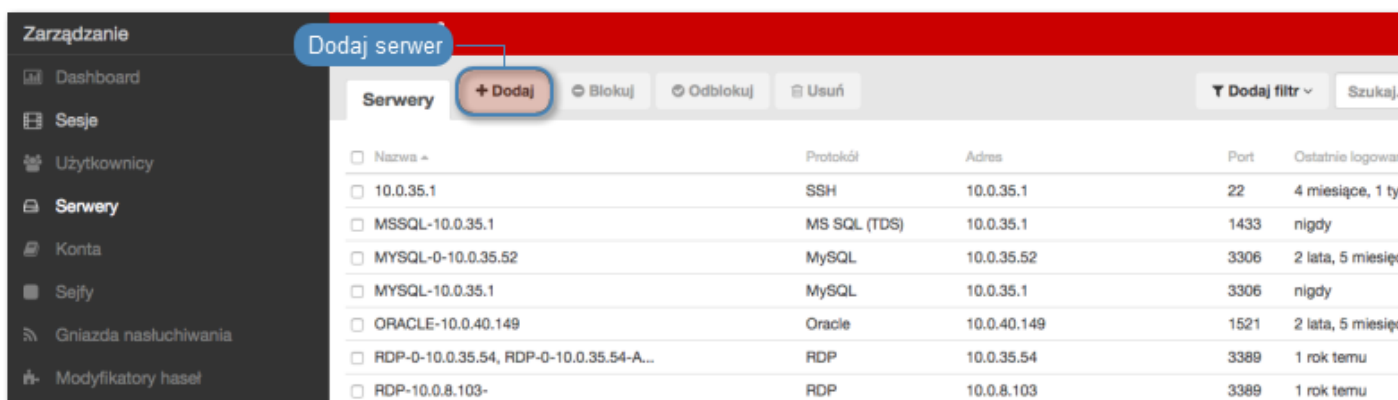 Zarządzanie
Dodaj serwer
Dashboard
Sesje
Użytkownicy
Serwery
Konta
Sejfy
Gniazda nasłuchiwania
Modyfikatory haseł
Serwery + Dodaj Blokuj Odblokuj Usuń Dodaj filtr Szukaj.
Nazwa Protokół Adres Port Ostatnie logowa
10.0.35.1 SSH 10.0.35.1 22 4 miesiące, 1 ty
MSSQL-10.0.35.1 MS SQL (TDS) 10.0.35.1 1433 nigdy
MYSQL-0-10.0.35.52 MySQL 10.0.35.52 3306 2 lata, 5 miesięc
MYSQL-10.0.35.1 MySQL 10.0.35.1 3306 nigdy
ORACLE-10.0.40.149 Oracle 10.0.40.149 1521 2 lata, 5 miesięc
RDP-0-10.0.35.54, RDP-0-10.0.35.54-A... RDP 10.0.35.54 3389 1 rok temu
RDP-10.0.8.103- RDP 10.0.8.103 3389 1 rok temu